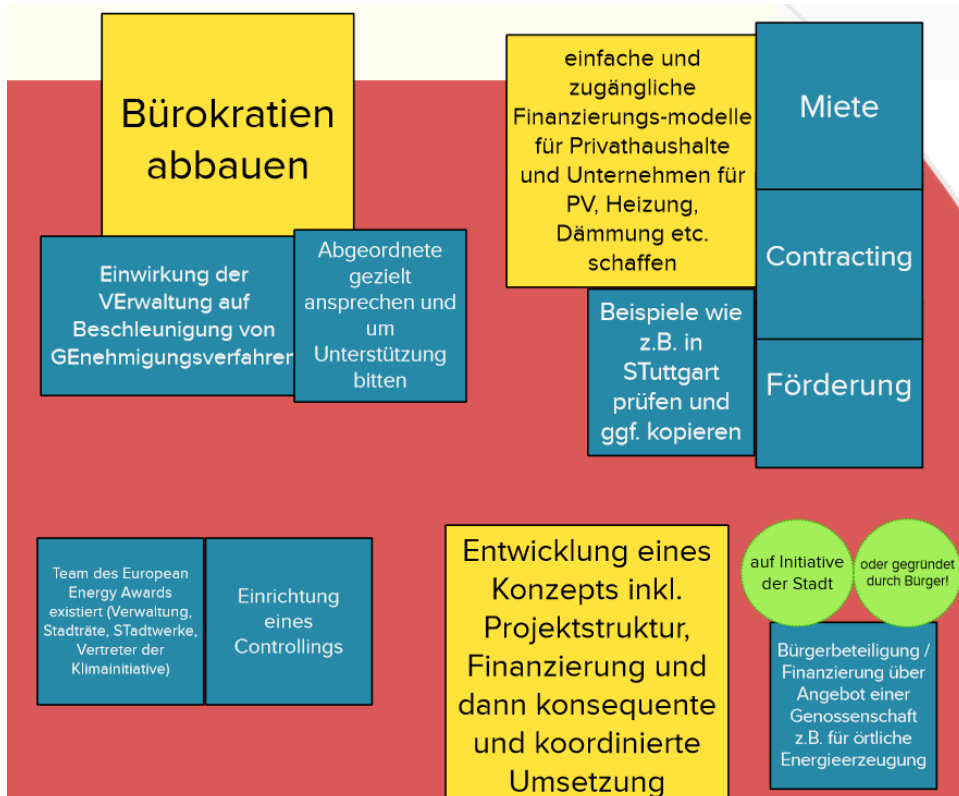 Bürokratien
abbauen
Einwirkung der
VErwaltung auf
Beschleunigung von
GEnehmigungsverfahren
Abgeordnete
gezielt
ansprechen und
um
Unterstützung
bitten
einfache und
zugängliche
Finanzierungs-modelle
für Privathaushalte
und Unternehmen für
PV, Heizung,
Dämmung etc.
schaffen
Miete
Contracting
Förderung
Beispiele wie
z.B. in
STuttgart
prüfen und
ggf. kopieren
Team des European
Energy Awards
existiert (Verwaltung,
Stadträte, STadtwerke,
Vertreter der
Klimainitiative)
Einrichtung
eines
Controllings
Entwicklung eines
Konzepts inkl.
Projektstruktur,
Finanzierung und
dann konsequente
und koordinierte
Umsetzung
auf Initiative
der Stadt
oder gegründet
durch Bürger!
Bürgerbeteiligung /
Finanzierung über
Angebot einer
Genossenschaft
z.B. für örtliche
Energieerzeugung